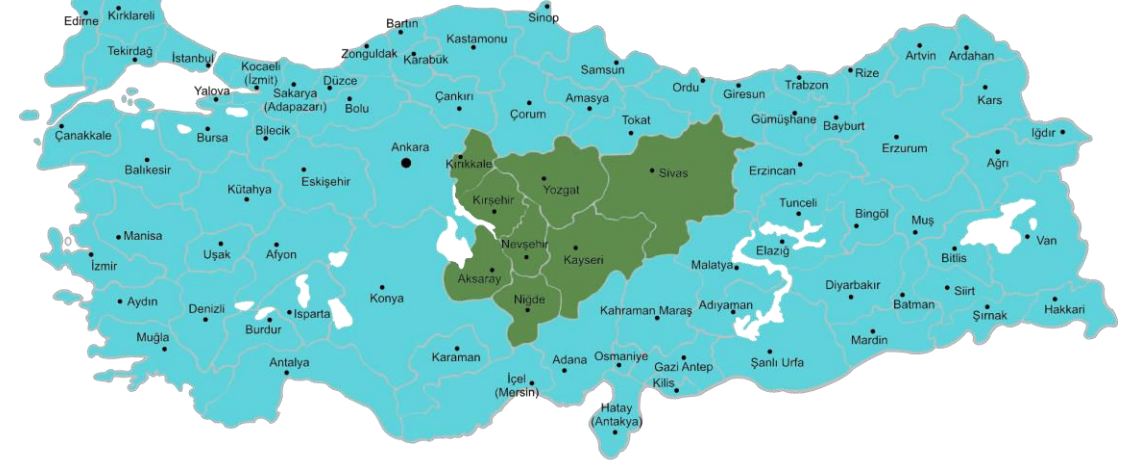 Edirne
Kırklareli
Tekirdağ
İstanbul
Kocaeli
(İzmit)
Yalova
Sakarya
(Adapazarı)
Düzce
Bolu
Zonguldak
Bartın
Karabük
Kastamonu
Sinop
Çankırı
Çorum
Samsun
Amasya
Tokat
Ordu
Giresun
Trabzon
Rize
Artvin
Ardahan
Kars
Gümüşhane
Bayburt
Erzurum
Iğdır
Ağrı
Çanakkale
Bursa
Bilecik
Balıkesir
Eskişehir
Kütahya
Ankara
Kırıkkale
Yozgat
Sivas
Erzincan
Tunceli
Bingöl
Muş
Kırşehir
Manisa
İzmir
Uşak
Afyon
Nevşehir
Kayseri
Elazığ
Malatya
Bitlis
Van
Aksaray
Konya
Niğde
Aydın
Denizli
Burdur
Isparta
Kahraman Maraş
Adıyaman
Diyarbakır
Batman
Siirt
Şırnak
Hakkari
Muğla
Antalya
Karaman
İçel
(Mersin)
Adana
Osmaniye
Gazi Antep
Kilis
Şanlı Urfa
Mardin
Hatay
(Antakya)